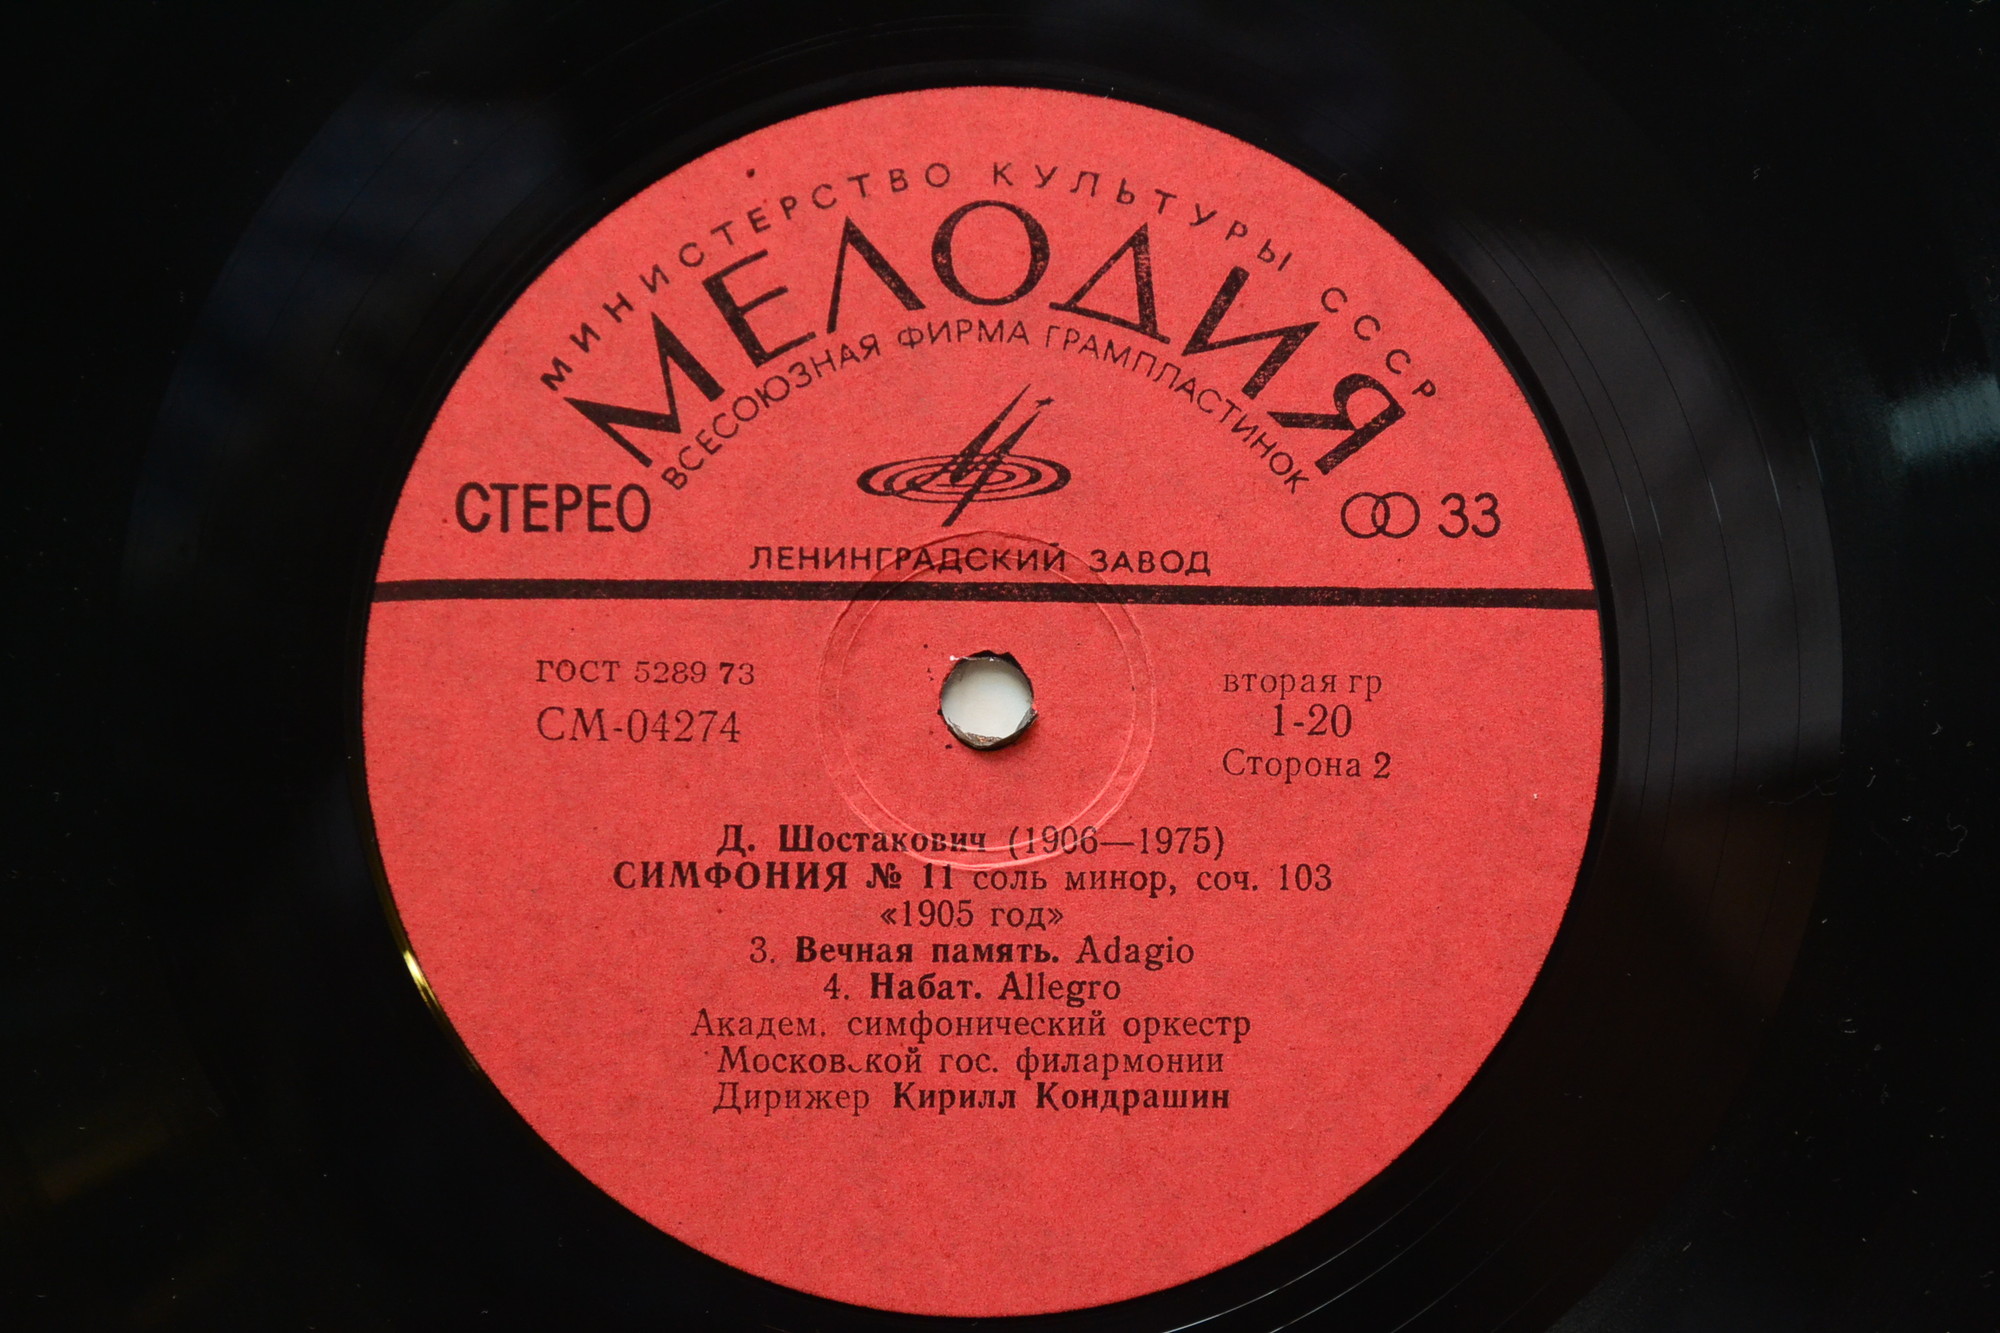 МИНИСТЕРСТВО КУЛЬТУРЫ СССР
МЕЛОДИЯ
ВСЕСОЮЗНАЯ ФИРМА ГРАМПЛАСТИНОК
СТЕРЕО
33
ЛЕНИНГРАДСКИЙ ЗАВОД
ГОСТ 5289 73
СМ-04274
вторая гр
1-20
Сторона 2
Д. Шостакович (1906—1975)
СИМФОНИЯ № 11 соль минор, соч. 103
«1905 год»
3. Вечная память. Adagio
4. Набат. Allegro
Академ. симфонический оркестр
Московской гос. филармонии
Дирижер Кирилл Кондрашин